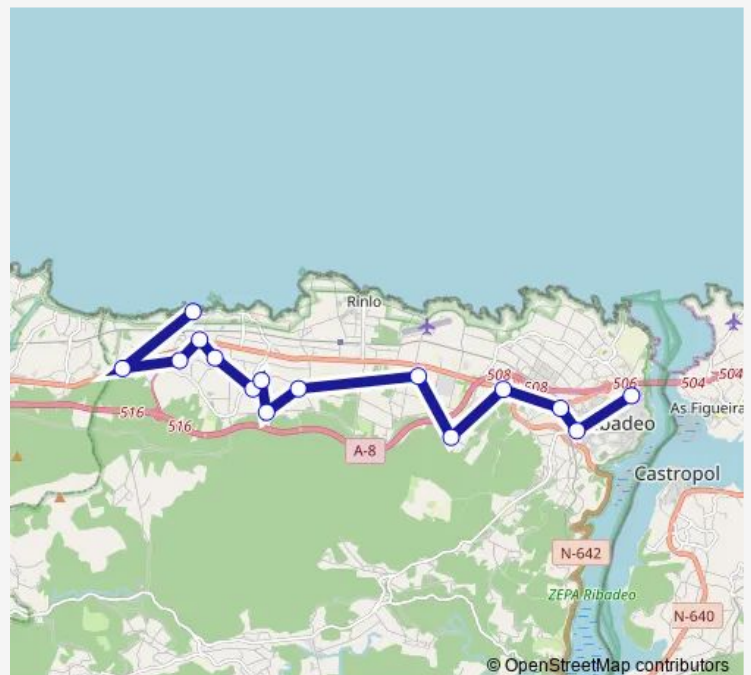 Rinlo
508
508
506
504
504
516
516
As Figueira
badeo
A-8
Castropol
N-642
ZEPA Ribadeo
N-640
© OpenStreetMap contributors